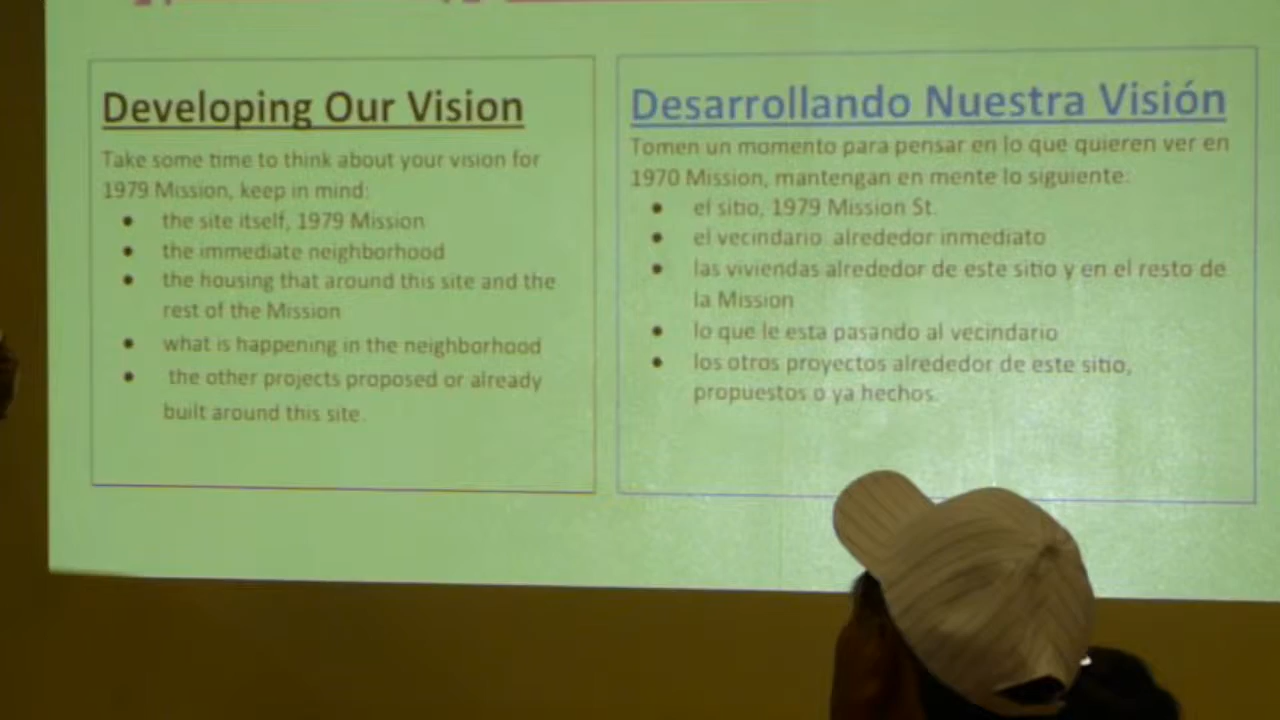 Developing Our Vision
Take some time to think about your vision for
1979 Mission, keep in mind:
• the site itself, 1979 Mission
• the immediate neighborhood
• the housing that around this site and the
rest of the Mission
• what is happening in the neighborhood
• the other projects proposed or already
built around this site.
Desarrollando Nuestra Visión
Tomen un momento para pensar en lo que quieren ver en
1970 Mission, mantengan en mente lo siguiente:
• el sitio, 1979 Mission St.
• el vecindario alrededor inmediato
• las viviendas alrededor de este sitio y en el resto de
la Mission
• lo que le esta pasando al vecindario
• los otros proyectos alrededor de este sitio,
propuestos o ya hechos.